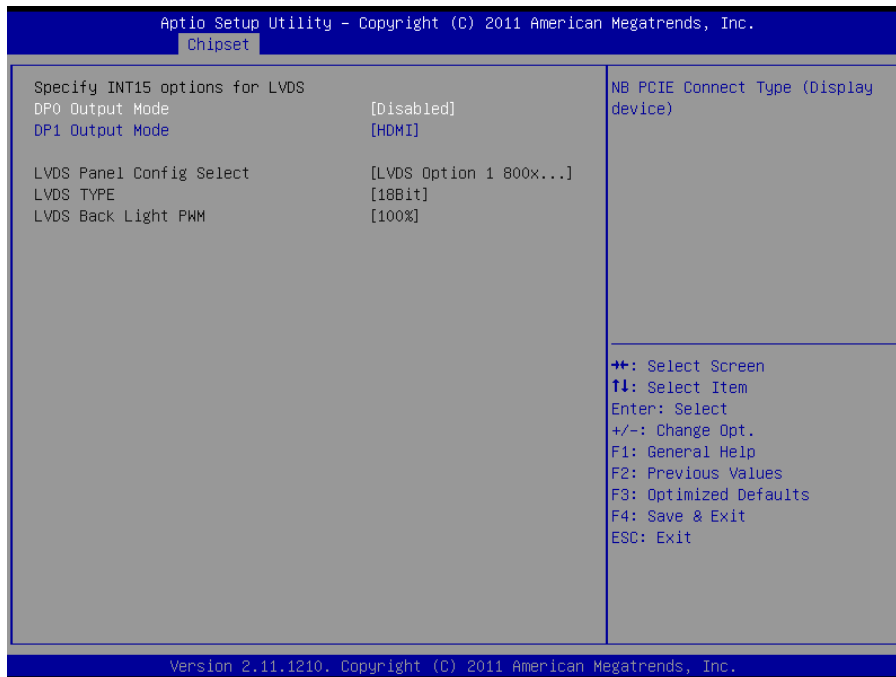 Aptio Setup Utility – Copyright (C) 2011 American Megatrends, Inc.
Chipset
Specify INT15 options for LVDS
DP0 Output Mode [Disabled]
DP1 Output Mode [HDMI]
LVDS Panel Config Select [LVDS Option 1 800x...]
LVDS TYPE [18Bit]
LVDS Back Light PWM [100%]
NB PCIE Connect Type (Display
device)
→←: Select Screen
↑↓: Select Item
Enter: Select
+/-: Change Opt.
F1: General Help
F2: Previous Values
F3: Optimized Defaults
F4: Save & Exit
ESC: Exit
Version 2.11.1210. Copyright (C) 2011 American Megatrends, Inc.